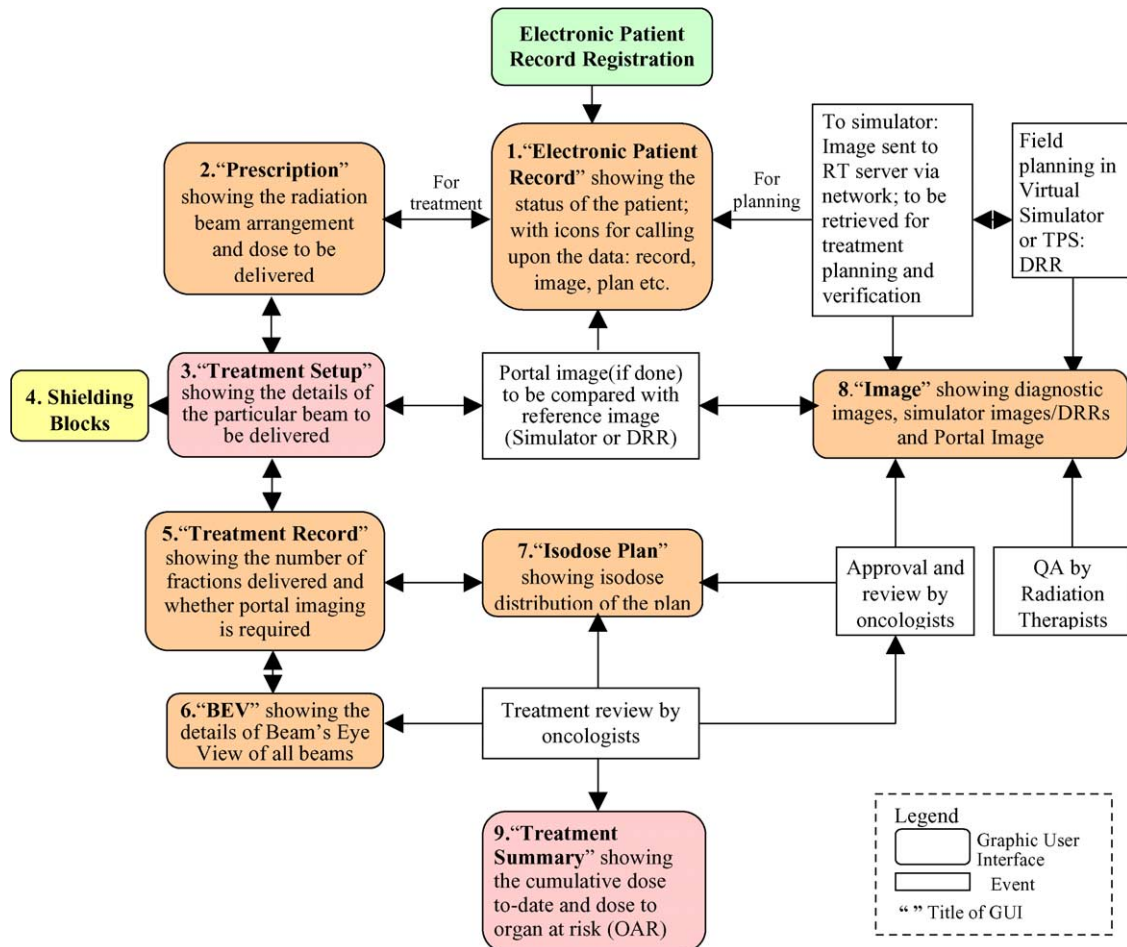 Electronic Patient
Record Registration
1.“Electronic Patient
Record” showing the
status of the patient;
with icons for calling
upon the data: record,
image, plan etc.
2.“Prescription”
showing the radiation
beam arrangement
and dose to be
delivered
For
treatment
For
planning
To simulator:
Image sent to
RT server via
network; to be
retrieved for
treatment
planning and
verification
Field
planning in
Virtual
Simulator
or TPS:
DRR
3.“Treatment Setup”
showing the details of
the particular beam to
be delivered
4. Shielding
Blocks
Portal image(if done)
to be compared with
reference image
(Simulator or DRR)
8.“Image” showing diagnostic
images, simulator images/DRRs
and Portal Image
5.“Treatment Record”
showing the number of
fractions delivered and
whether portal imaging
is required
7.“Isodose Plan”
showing isodose
distribution of the plan
Approval and
review by
oncologists
QA by
Radiation
Therapists
6.“BEV” showing the
details of Beam’s Eye
View of all beams
Treatment review by
oncologists
9.“Treatment
Summary” showing
the cumulative dose
to-date and dose to
organ at risk (OAR)
Legend
Graphic User
Interface
Event
“ ” Title of GUI